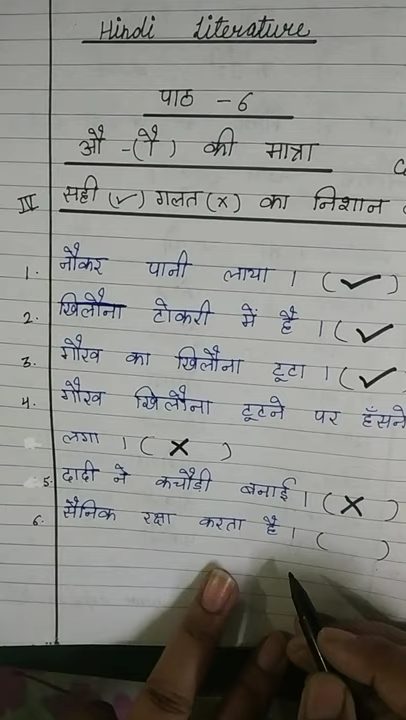 Hindi Literature
पाठ - 6
औ - (ौ) की मात्रा
IV सही (✓) गलत (x) का निशान
1. नौकर पानी लाया । (✓)
2. खिलौना टोकरी में है । (✓
3. गौरव का खिलौना टूटा । (✓)
4. गौरव खिलौना टूटने पर हँसने
लगा । (x)
5. दादी ने कचौड़ी बनाई । (x)
6. सैनिक रक्षा करता है । ( )